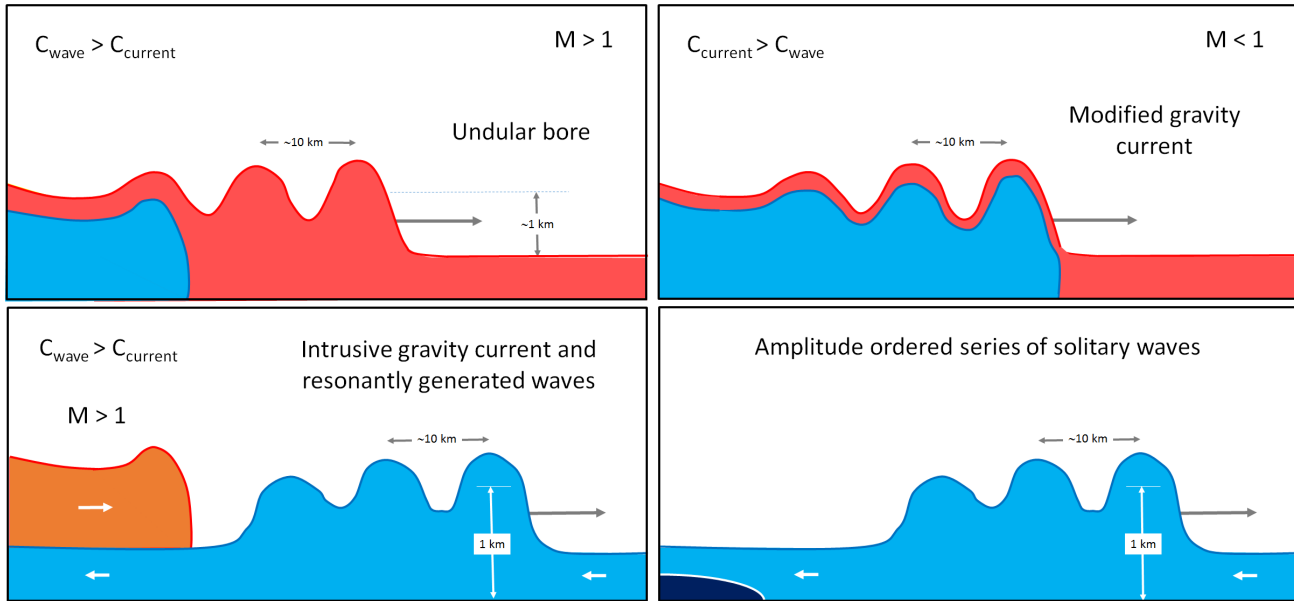 C_wave > C_current
M > 1
~10 km
Undular bore
~1 km
C_current > C_wave
M < 1
Modified gravity
current
~10 km
C_wave > C_current
M > 1
Intrusive gravity current and
resonantly generated waves
~10 km
1 km
Amplitude ordered series of solitary waves
~10 km
1 km